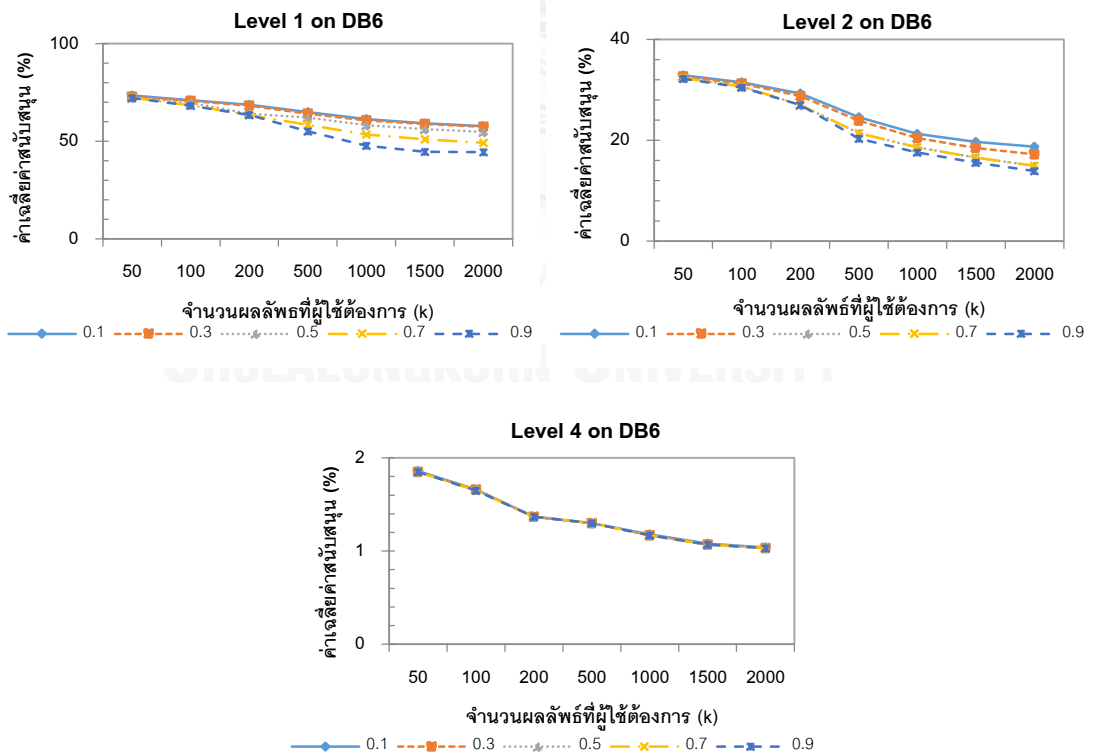 Level 1 on DB6
ค่าเฉลี่ยค่าสนับสนุน (%)
100
50
0
50 100 200 500 1000 1500 2000
จำนวนผลลัพธ์ที่ผู้ใช้ต้องการ (k)
0.1 0.3 0.5 0.7 0.9
Level 2 on DB6
ค่าเฉลี่ยค่าสนับสนุน (%)
40
20
0
50 100 200 500 1000 1500 2000
จำนวนผลลัพธ์ที่ผู้ใช้ต้องการ (k)
0.1 0.3 0.5 0.7 0.9
CHULALONGKORN UNIVERSITY
Level 4 on DB6
ค่าเฉลี่ยค่าสนับสนุน (%)
2
1
0
50 100 200 500 1000 1500 2000
จำนวนผลลัพธ์ที่ผู้ใช้ต้องการ (k)
0.1 0.3 0.5 0.7 0.9